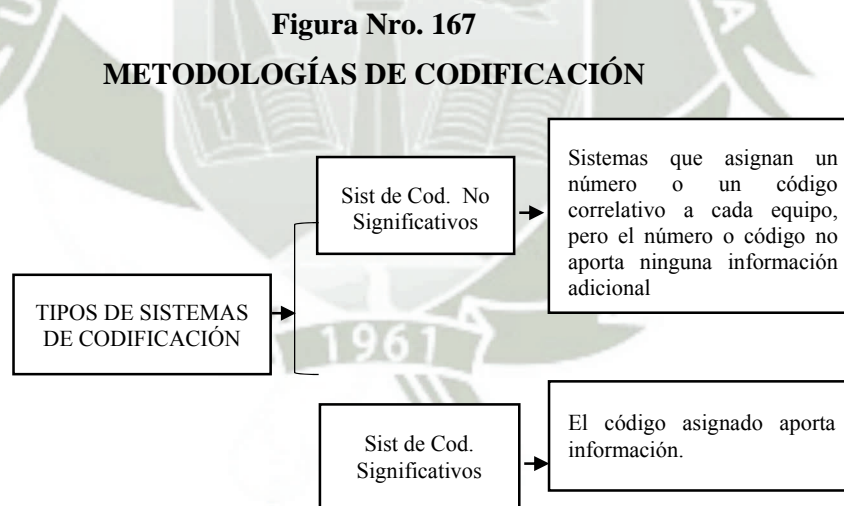 Figura Nro. 167
METODOLOGÍAS DE CODIFICACIÓN
Sist de Cod. No
Significativos
Sistemas que asignan un
número o un código
correlativo a cada equipo,
pero el número o código no
aporta ninguna información
adicional
TIPOS DE SISTEMAS
DE CODIFICACIÓN
1961
Sist de Cod.
Significativos
El código asignado aporta
información.